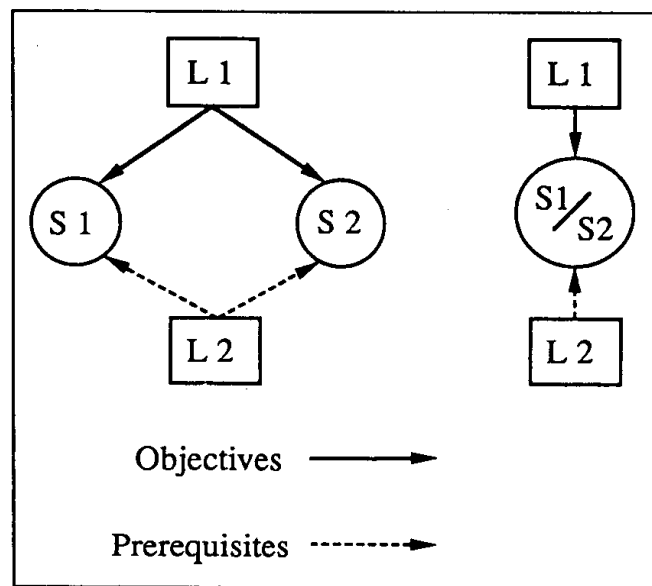 L 1
L 1
S 1
S 2
S1/S2
L 2
L 2
Objectives
Prerequisites